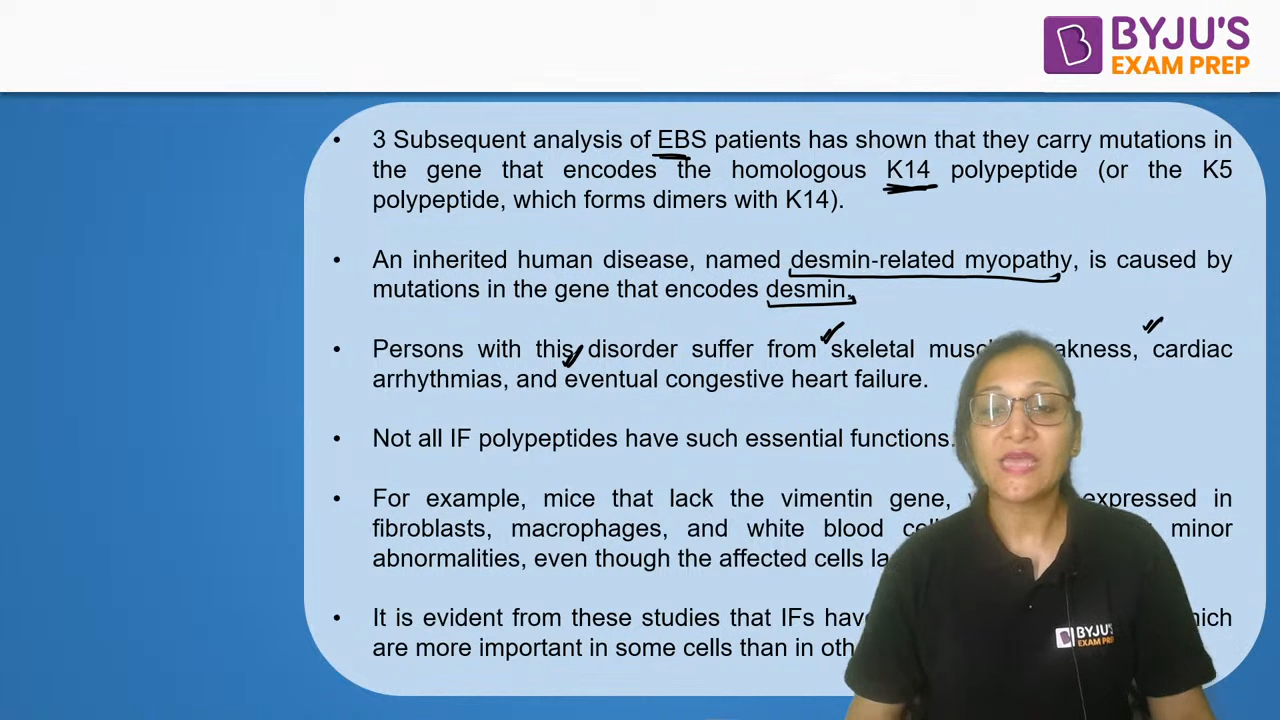 BYJU'S
EXAM PREP
• 3 Subsequent analysis of EBS patients has shown that they carry mutations in
the gene that encodes the homologous K14 polypeptide (or the K5
polypeptide, which forms dimers with K14).
• An inherited human disease, named desmin-related myopathy, is caused by
mutations in the gene that encodes desmin.
• Persons with this disorder suffer from skeletal cardiac
arrhythmias, and eventual congestive heart failure.
• Not all IF polypeptides have such essential functions.
• For example, mice that lack the vimentin gene, expressed in
fibroblasts, macrophages, and white blood minor
abnormalities, even though the affected cells
• It is evident from these studies that IFs
are more important in some cells than in
BYJU'S
EXAM PREP